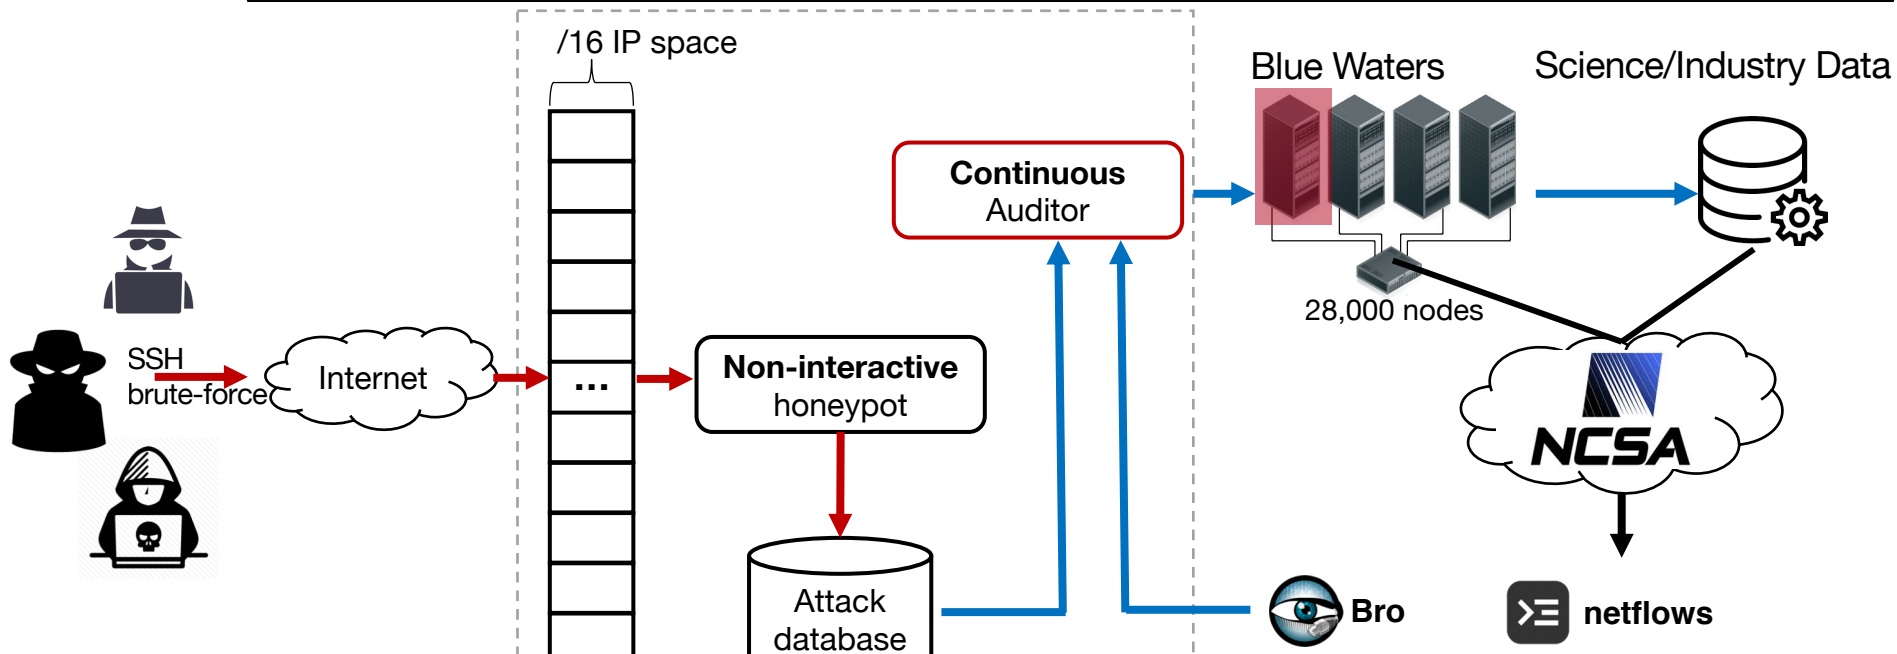 /16 IP space
Blue Waters
Science/Industry Data
Continuous
Auditor
28,000 nodes
SSH
brute-force
Internet
...
Non-interactive
honeypot
NCSA
Attack
database
Bro
netflows